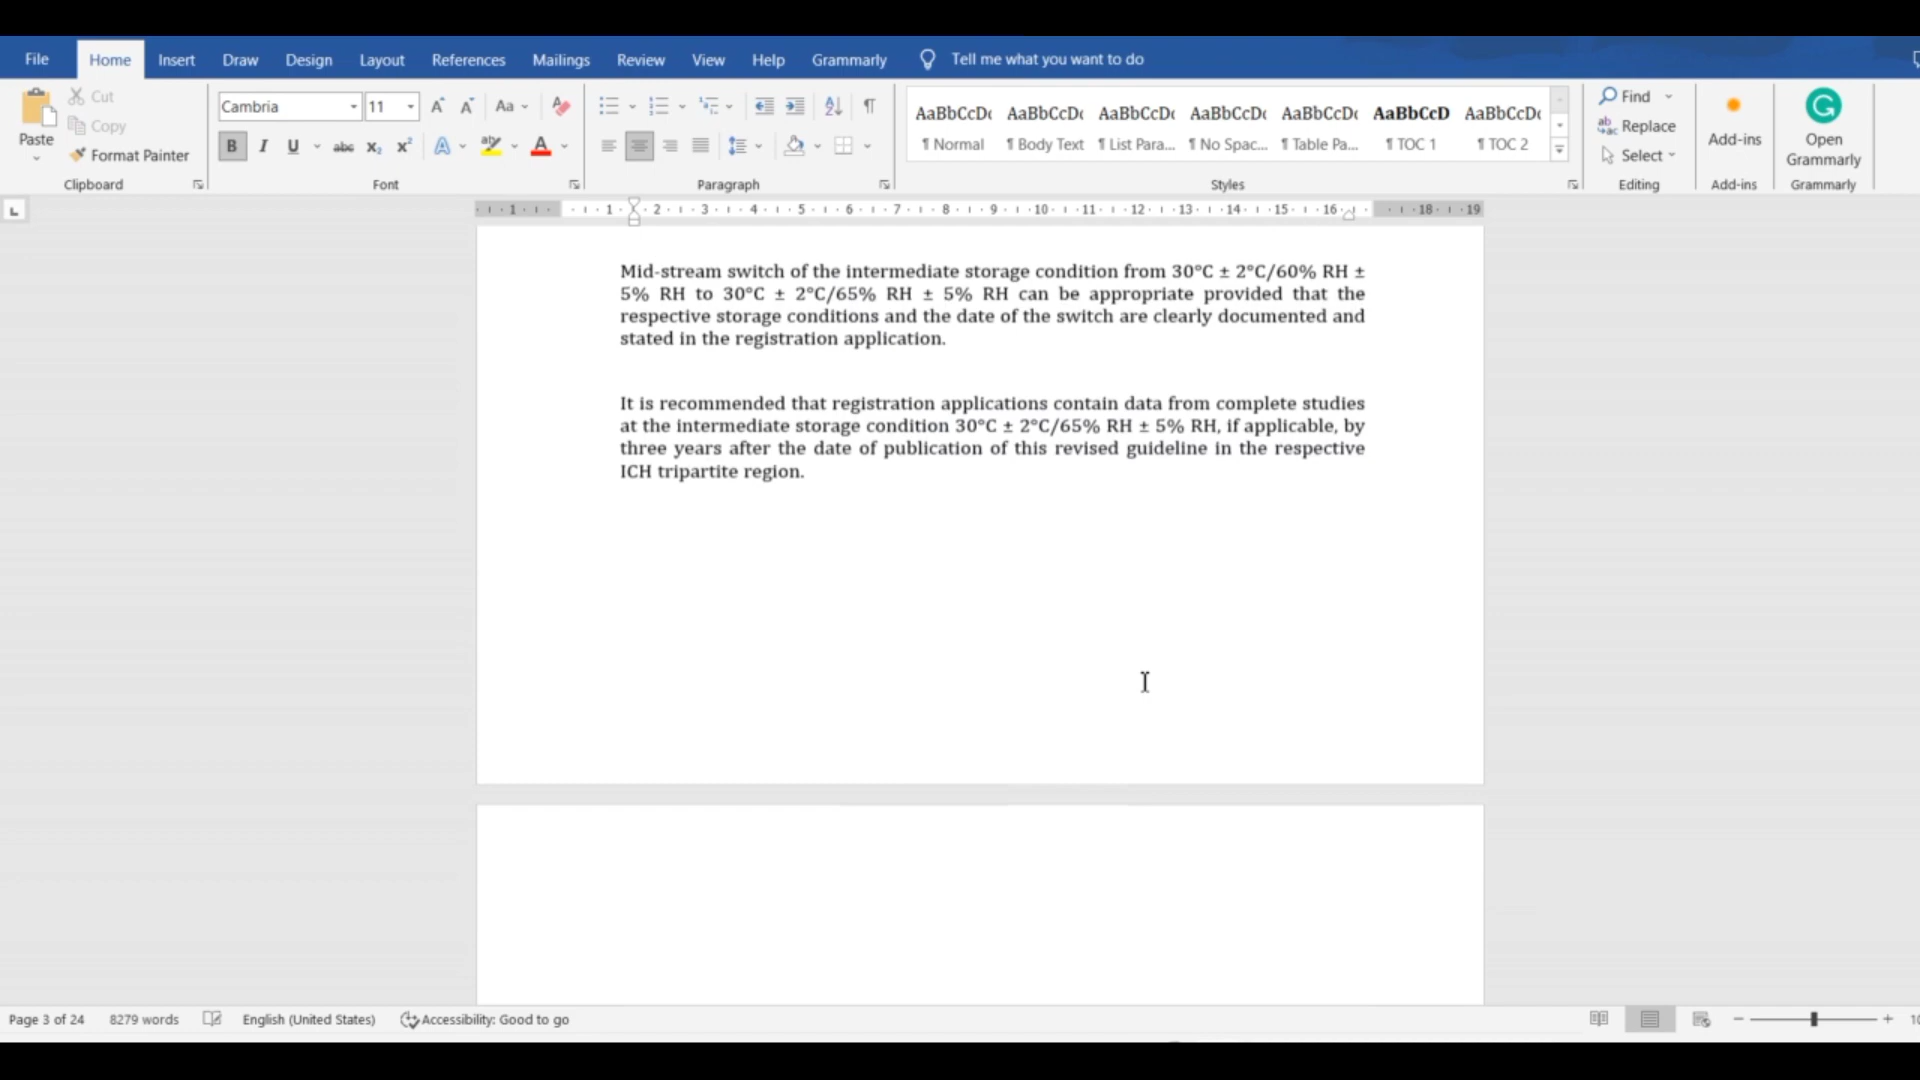 File Home Insert Draw Design Layout References Mailings Review View Help Grammarly Tell me what you want to do
Paste
Cut
Copy
Format Painter
Clipboard
Cambria 11
Aa
B I U abc x₂ x² A A
Font
Paragraph
AaBbCcDc AaBbCcDc AaBbCcDc AaBbCcDc AaBbCcDc AaBbCcD AaBbCcDc
¶ Normal ¶ Body Text ¶ List Para... ¶ No Spac... ¶ Table Pa... ¶ TOC 1 ¶ TOC 2
Styles
Find
Replace
Select
Editing
Add-ins
Add-ins
Open
Grammarly
Grammarly
1 1 2 3 4 5 6 7 8 9 10 11 12 13 14 15 16 18 19
Mid-stream switch of the intermediate storage condition from 30°C ± 2°C/60% RH ±
5% RH to 30°C ± 2°C/65% RH ± 5% RH can be appropriate provided that the
respective storage conditions and the date of the switch are clearly documented and
stated in the registration application.
It is recommended that registration applications contain data from complete studies
at the intermediate storage condition 30°C ± 2°C/65% RH ± 5% RH, if applicable, by
three years after the date of publication of this revised guideline in the respective
ICH tripartite region.
Page 3 of 24 8279 words English (United States) Accessibility: Good to go